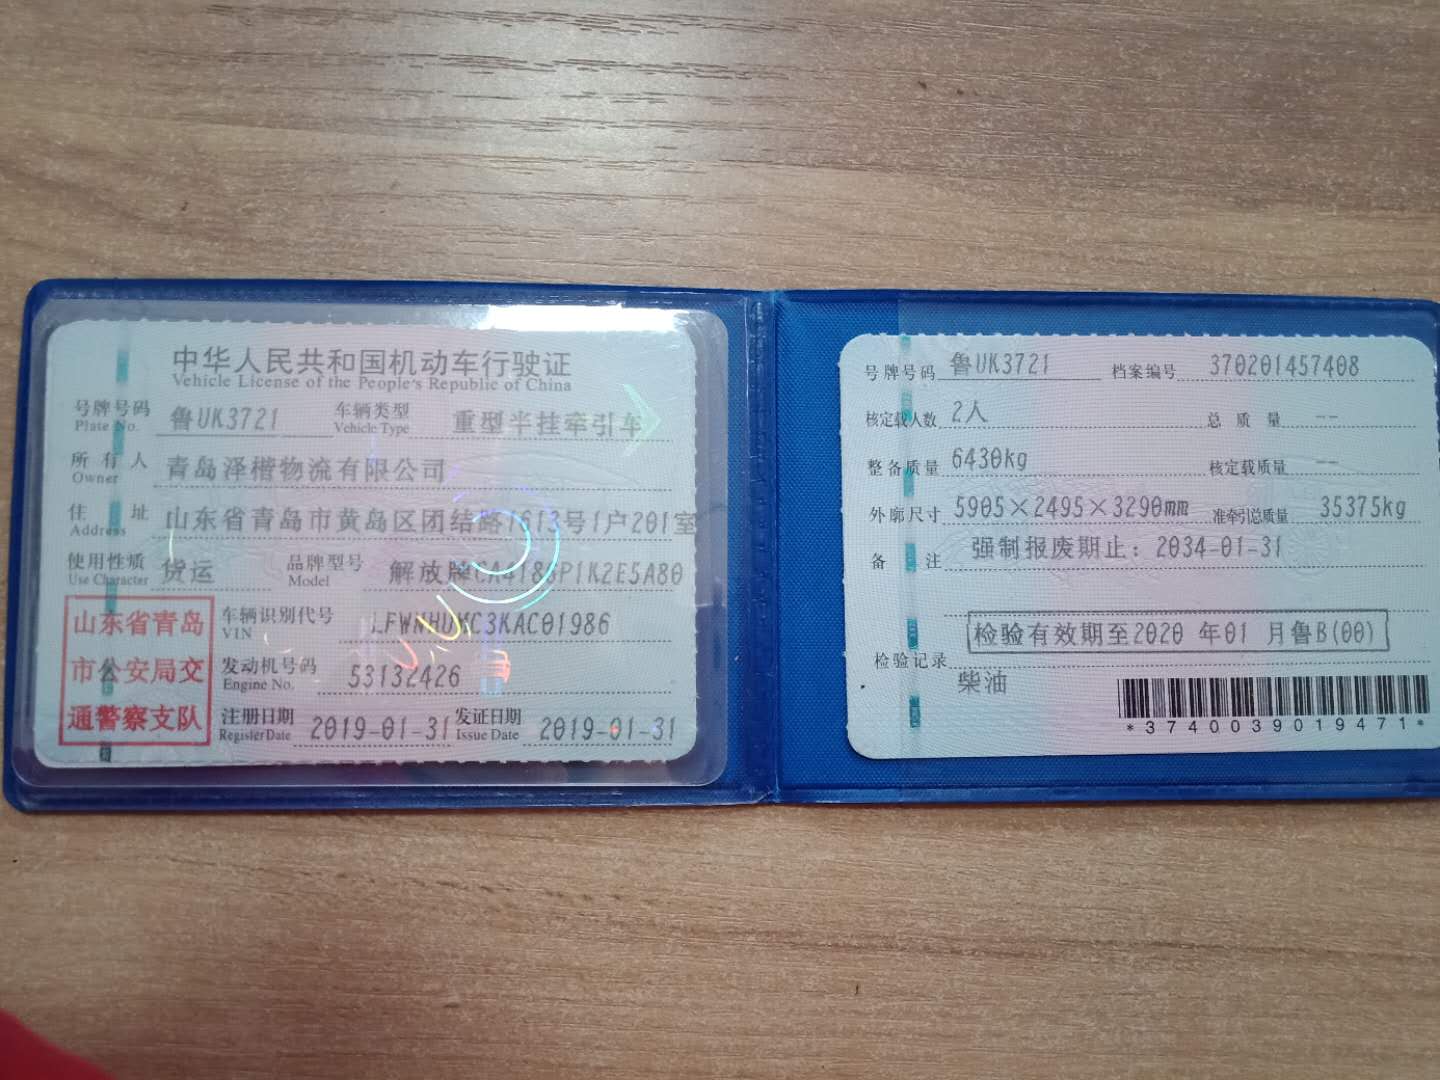 中华人民共和国机动车行驶证
Vehicle License of the People's Republic of China
号牌号码 鲁UK3721 车辆类型 重型半挂牵引车
Plate No. Vehicle Type
所有人 青岛泽楷物流有限公司
Owner
住址 山东省青岛市黄岛区团结路1613号1户201室
Address
使用性质 货运 品牌型号 解放牌CA4183P1K2E5A80
Use Character Model
山东省青岛
市公安局交
通警察支队
车辆识别代号 LFWNHUMC3KAC01986
VIN
发动机号码 53132426
Engine No.
注册日期 2019-01-31 发证日期 2019-01-31
Register Date Issue Date
号牌号码 鲁UK3721 档案编号 370201457408
核定载人数 2人 总质量 --
整备质量 6430kg 核定载质量 --
外廓尺寸 5905×2495×3290mm 准牵引总质量 35375kg
备注 强制报废期止：2034-01-31
检验有效期至2020 年01 月鲁B(00)
检验记录
柴油
*3740039019471*